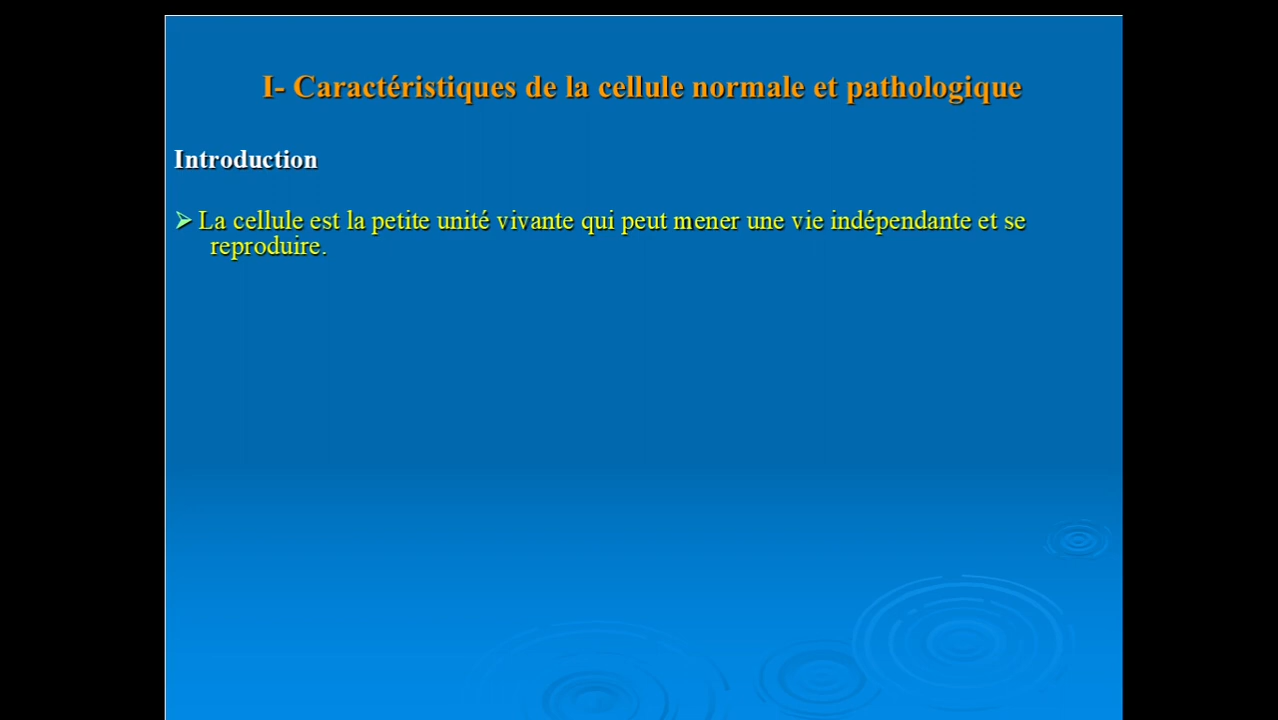 I- Caractéristiques de la cellule normale et pathologique
Introduction
➢ La cellule est la petite unité vivante qui peut mener une vie indépendante et se
reproduire.